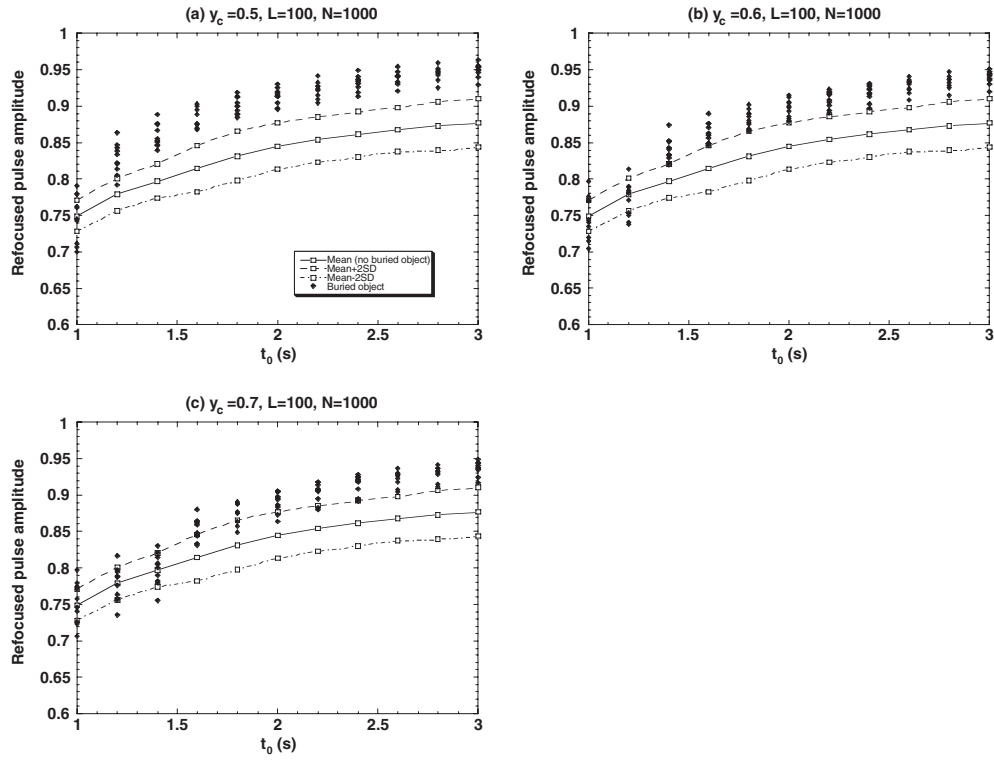 (a) y_c =0.5, L=100, N=1000
Refocused pulse amplitude
1
0.95
0.9
0.85
0.8
0.75
0.7
0.65
0.6
Mean (no buried object)
Mean+2SD
Mean-2SD
Buried object
1 1.5 2 2.5 3
t_0 (s)
(b) y_c =0.6, L=100, N=1000
Refocused pulse amplitude
1
0.95
0.9
0.85
0.8
0.75
0.7
0.65
0.6
1 1.5 2 2.5 3
t_0 (s)
(c) y_c =0.7, L=100, N=1000
Refocused pulse amplitude
1
0.95
0.9
0.85
0.8
0.75
0.7
0.65
0.6
1 1.5 2 2.5 3
t_0 (s)